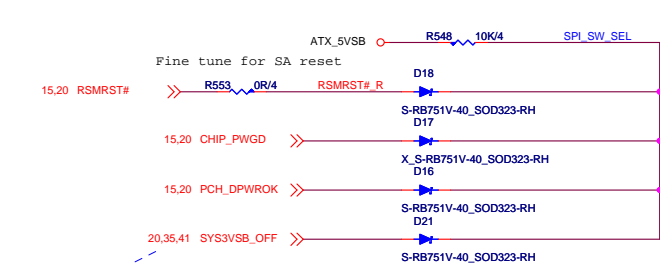 ATX_5VSB R548 10K/4 SPI_SW_SEL
Fine tune for SA reset
D18
15,20 RSMRST# R553 0R/4 RSMRST#_R
S-RB751V-40_SOD323-RH
D17
15,20 CHIP_PWGD
X_S-RB751V-40_SOD323-RH
D16
15,20 PCH_DPWROK
S-RB751V-40_SOD323-RH
D21
20,35,41 SYS3VSB_OFF
S-RB751V-40_SOD323-RH